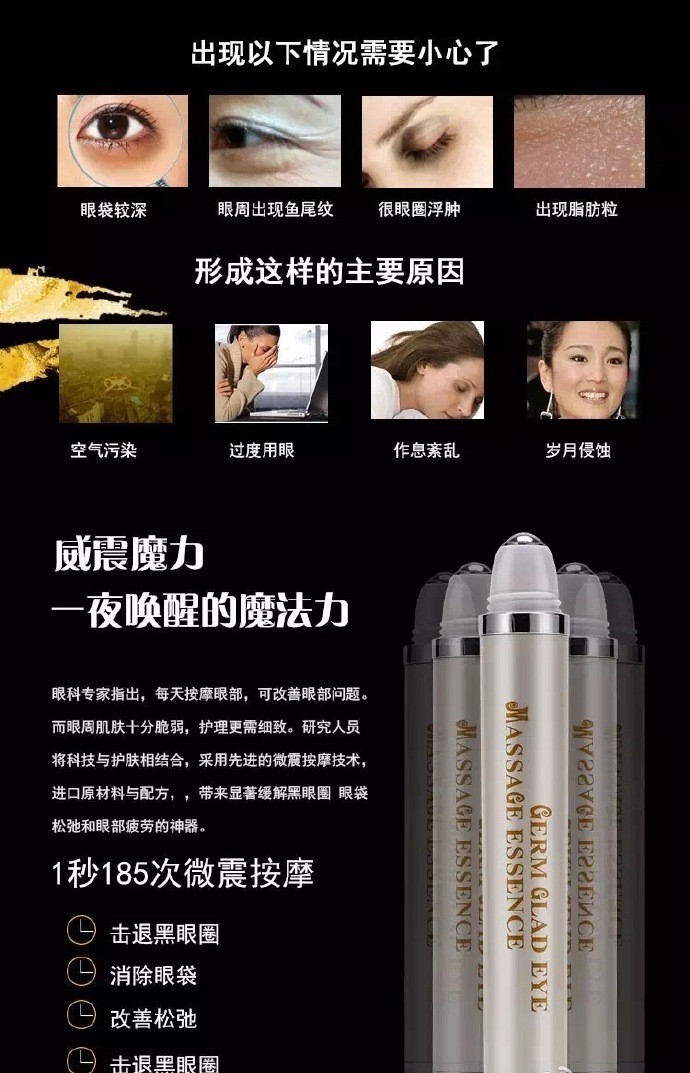 出现以下情况需要小心了
眼袋较深
眼周出现鱼尾纹
很眼圈浮肿
出现脂肪粒
形成这样的主要原因
空气污染
过度用眼
作息紊乱
岁月侵蚀
威震魔力
一夜唤醒的魔法力
眼科专家指出，每天按摩眼部，可改善眼部问题。
而眼周肌肤十分脆弱，护理更需细致。研究人员
将科技与护肤相结合，采用先进的微震按摩技术，
进口原材料与配方，，带来显著缓解黑眼圈 眼袋
松弛和眼部疲劳的神器。
1秒185次微震按摩
击退黑眼圈
消除眼袋
改善松弛
击退黑眼圈
GERM GLAD EYE
MASSAGE ESSENCE
MASSAGE ESSENCE
MASSAGE ESSENCE